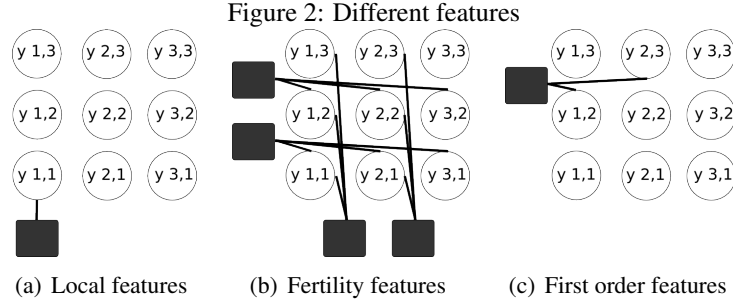 Figure 2: Different features
y 1,3 y 2,3 y 3,3 y 1,3 y 2,3 y 3,3 y 1,3 y 2,3 y 3,3
y 1,2 y 2,2 y 3,2 y 1,2 y 2,2 y 3,2 y 1,2 y 2,2 y 3,2
y 1,1 y 2,1 y 3,1 y 1,1 y 2,1 y 3,1 y 1,1 y 2,1 y 3,1
(a) Local features (b) Fertility features (c) First order features